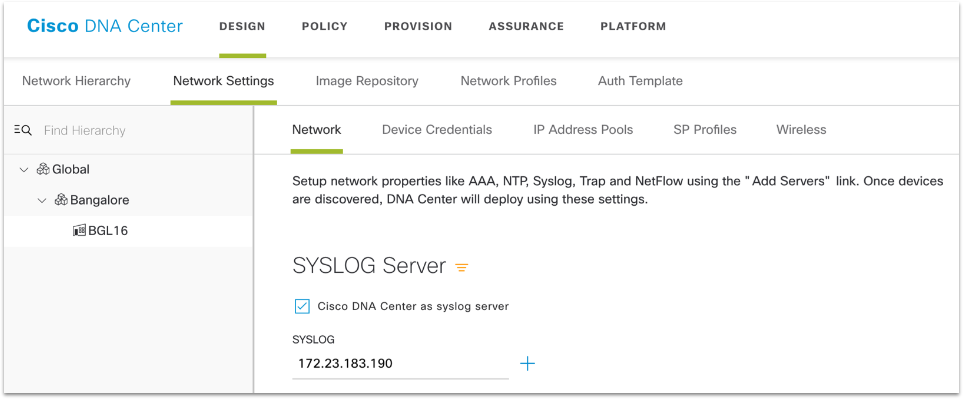 Cisco DNA Center DESIGN POLICY PROVISION ASSURANCE PLATFORM
Network Hierarchy Network Settings Image Repository Network Profiles Auth Template
Find Hierarchy
Network Device Credentials IP Address Pools SP Profiles Wireless
Global
Bangalore
BGL16
Setup network properties like AAA, NTP, Syslog, Trap and NetFlow using the "Add Servers" link. Once devices
are discovered, DNA Center will deploy using these settings.
SYSLOG Server
Cisco DNA Center as syslog server
SYSLOG
172.23.183.190